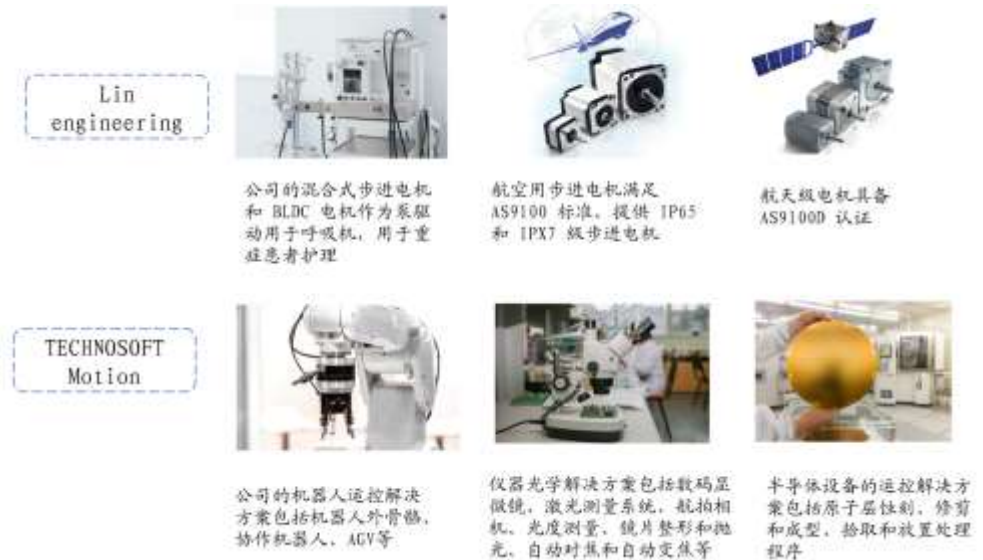 Lin
engineering
公司的混合式步进电机
和 BLDC 电机作为泵驱
动用于呼吸机，用于重
症患者护理
航空用步进电机满足
AS9100 标准，提供 IP65
和 IPX7 级步进电机
航天级电机具备
AS9100D 认证
TECHNOSOFT
Motion
公司的机器人运控解决
方案包括机器人外骨骼、
协作机器人、AGV等
仪器光学解决方案包括数码显
微镜、激光测量系统、航拍相
机、光度测量、镜片整形和抛
光、自动对焦和自动变焦等
半导体设备的运控解决方
案包括原子层蚀刻、修剪
和成型、拾取和放置处理
程序